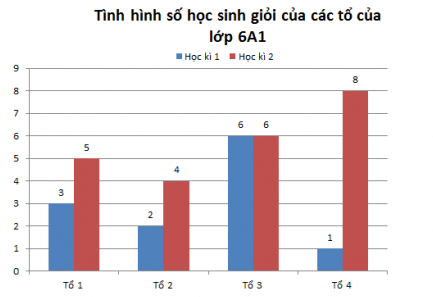 Tình hình số học sinh giỏi của các tổ của
lớp 6A1
Học kì 1 Học kì 2
9
8
7
6
5
4
3
2
1
0
3 5 2 4 6 6 1 8
Tổ 1 Tổ 2 Tổ 3 Tổ 4